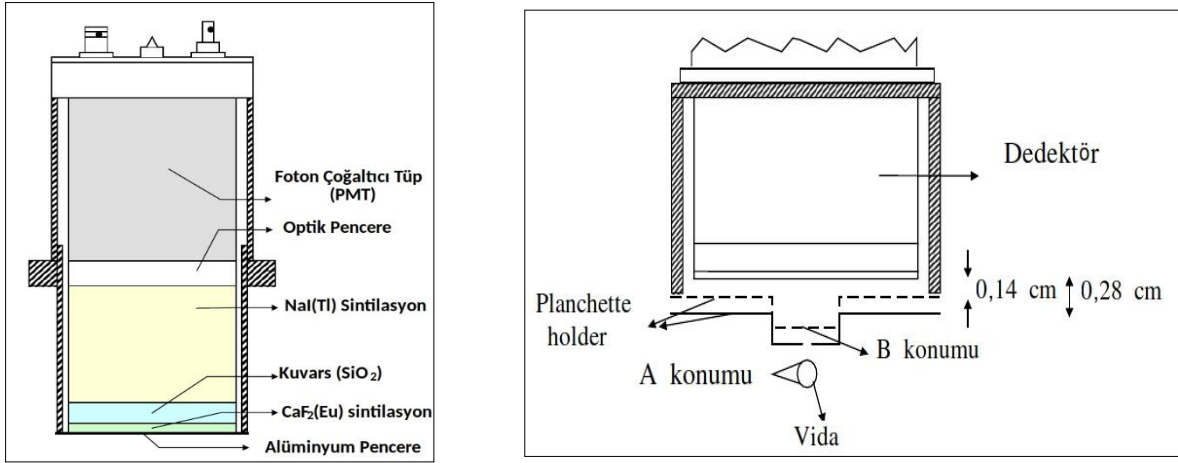 Foton Çoğaltıcı Tüp
(PMT)
Optik Pencere
NaI(Tl) Sintilasyon
Kuvars (SiO₂)
CaF₂(Eu) sintilasyon
Alüminyum Pencere
Dedektör
0,14 cm
0,28 cm
Planchette
holder
B konumu
A konumu
Vida